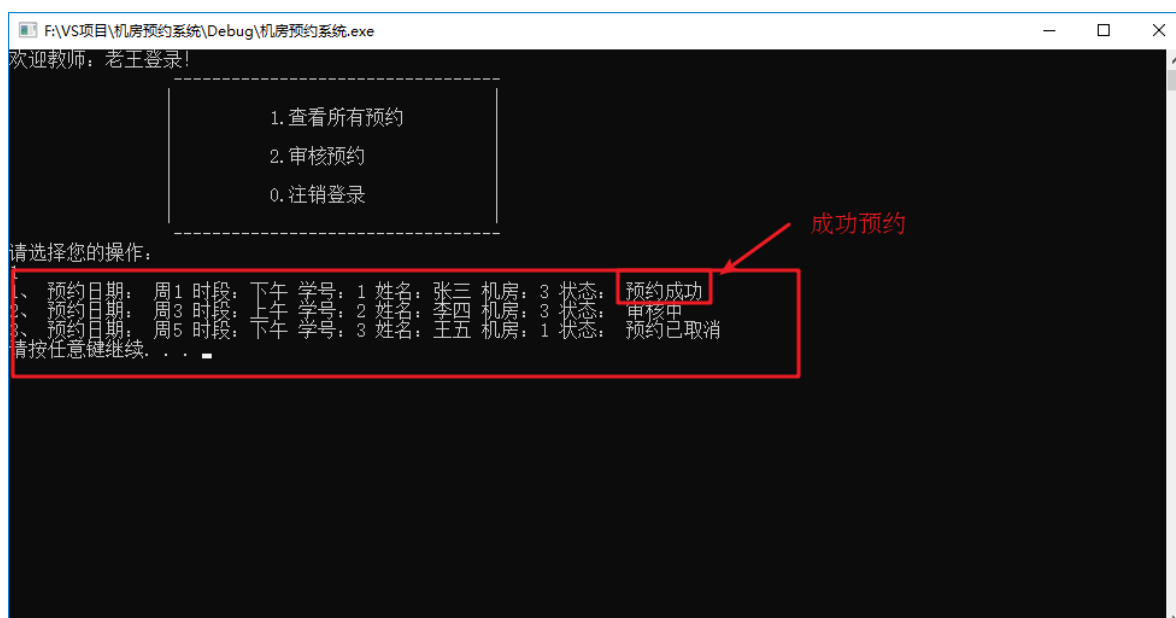 F:\VS项目\机房预约系统\Debug\机房预约系统.exe
欢迎教师：老王登录！
----------------------------------
1.查看所有预约
2.审核预约
0.注销登录
----------------------------------
成功预约
请选择您的操作：
1
1、 预约日期： 周1 时段：下午 学号：1 姓名：张三 机房：3 状态： 预约成功
2、 预约日期： 周3 时段：上午 学号：2 姓名：李四 机房：3 状态： 审核中
3、 预约日期： 周5 时段：下午 学号：3 姓名：王五 机房：1 状态： 预约已取消
请按任意键继续. . .